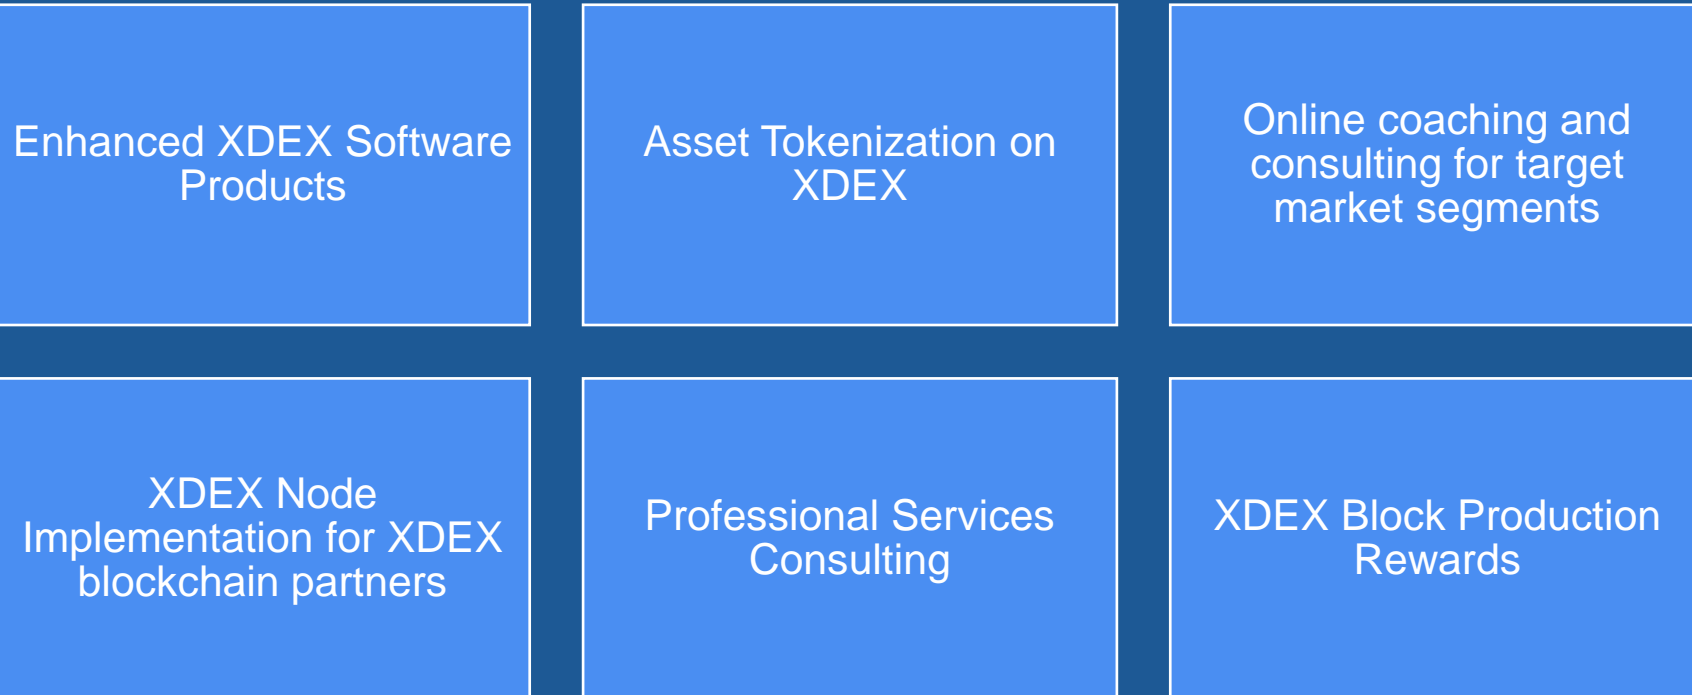 Enhanced XDEX Software
Products
Asset Tokenization on
XDEX
Online coaching and
consulting for target
market segments
XDEX Node
Implementation for XDEX
blockchain partners
Professional Services
Consulting
XDEX Block Production
Rewards